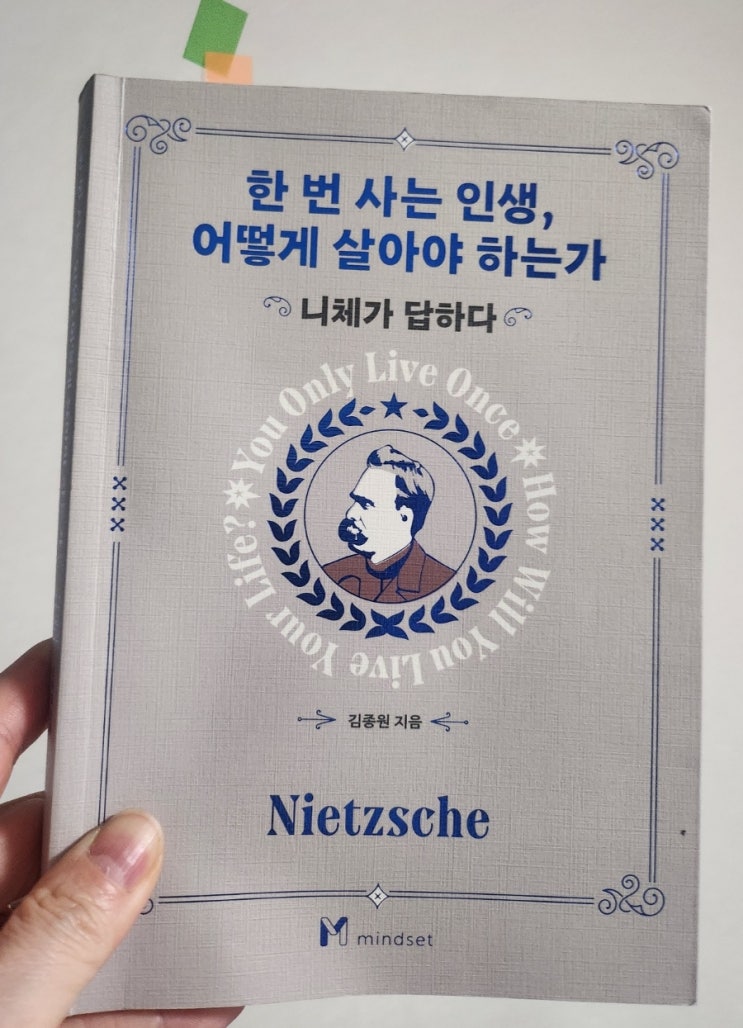 한 번 사는 인생,
어떻게 살아야 하는가
니체가 답하다
You Only Live Once
How Will You Live Your Life?
김종원 지음
Nietzsche
M mindset